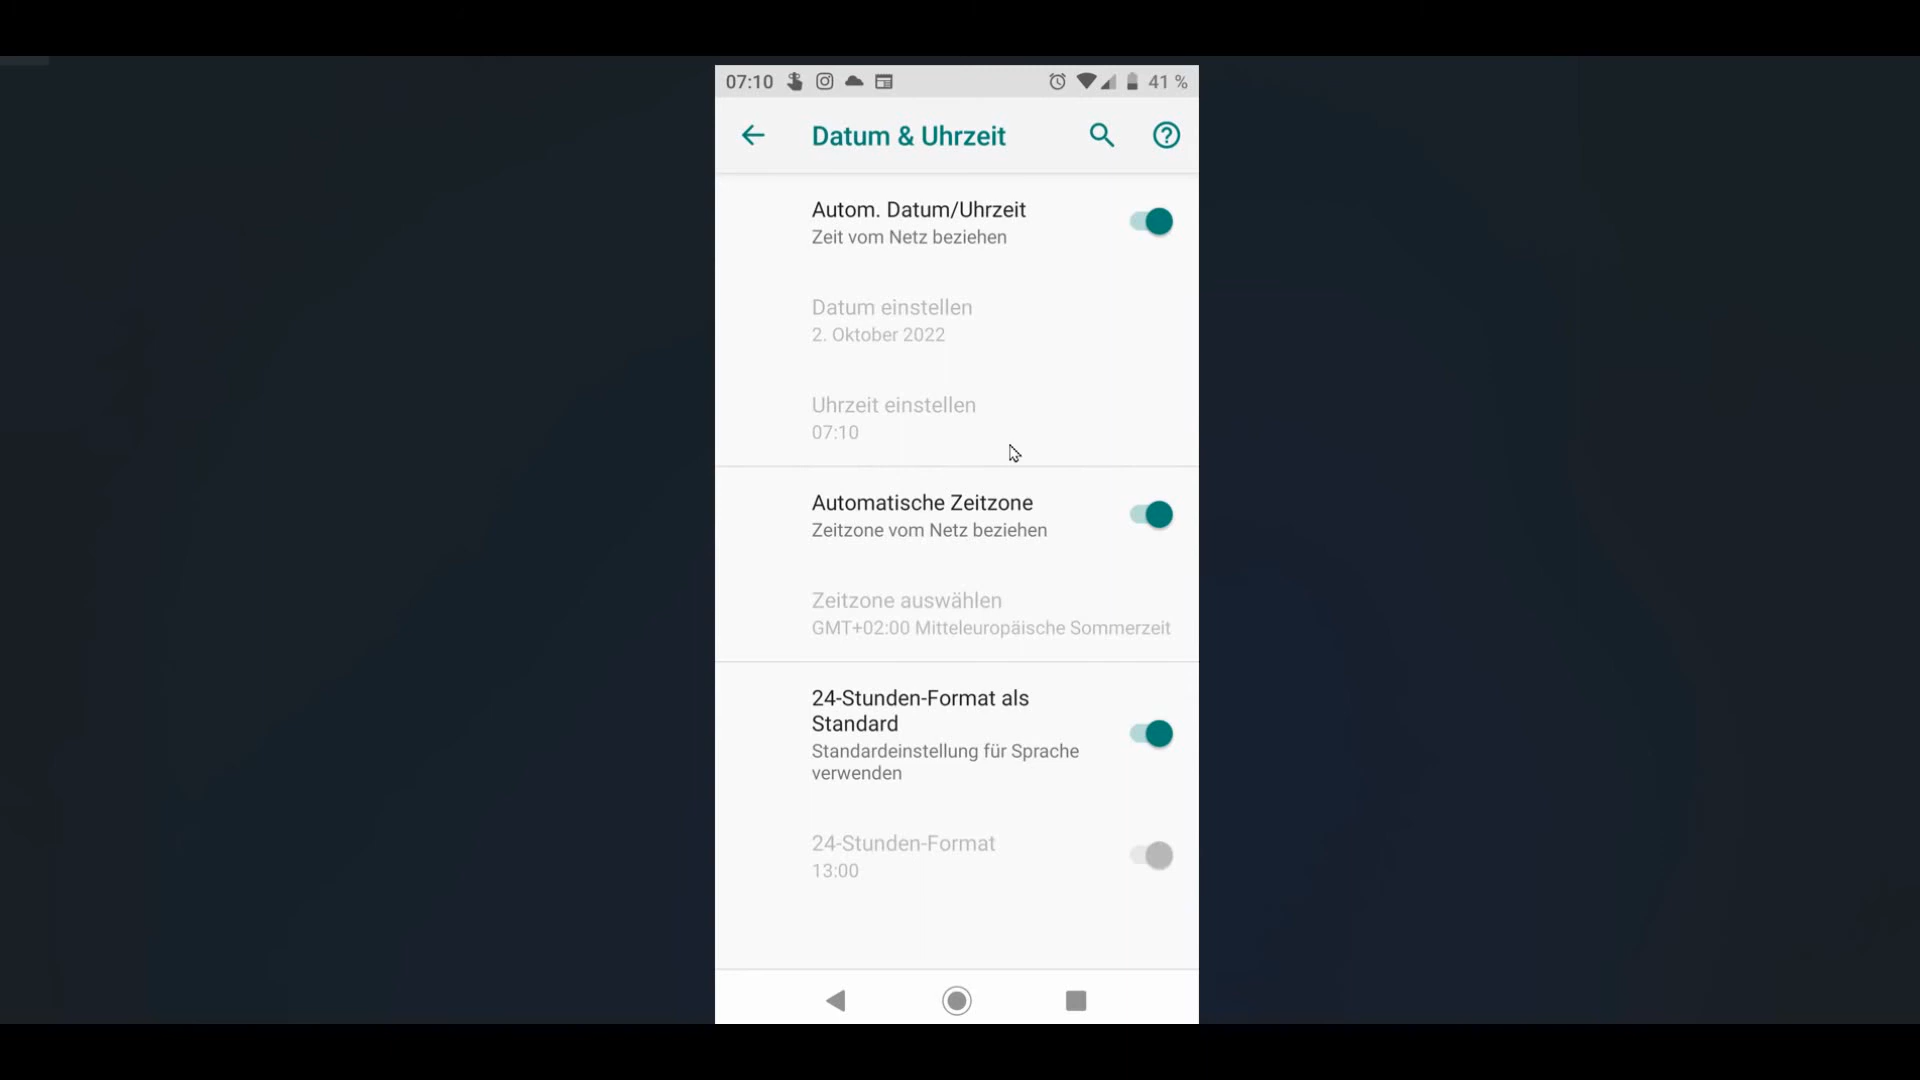 07:10 41 %
Datum & Uhrzeit
Autom. Datum/Uhrzeit
Zeit vom Netz beziehen
Datum einstellen
2. Oktober 2022
Uhrzeit einstellen
07:10
Automatische Zeitzone
Zeitzone vom Netz beziehen
Zeitzone auswählen
GMT+02:00 Mitteleuropäische Sommerzeit
24-Stunden-Format als
Standard
Standardeinstellung für Sprache
verwenden
24-Stunden-Format
13:00